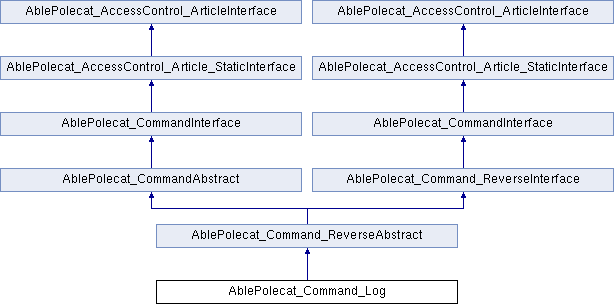 AblePolecat_AccessControl_ArticleInterface
AblePolecat_AccessControl_ArticleInterface
AblePolecat_AccessControl_Article_StaticInterface
AblePolecat_AccessControl_Article_StaticInterface
AblePolecat_CommandInterface
AblePolecat_CommandInterface
AblePolecat_CommandAbstract
AblePolecat_Command_ReverseInterface
AblePolecat_Command_ReverseAbstract
AblePolecat_Command_Log